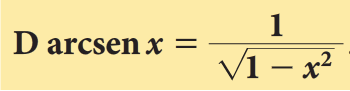 D arcsen x = 1 / √(1 − x²)